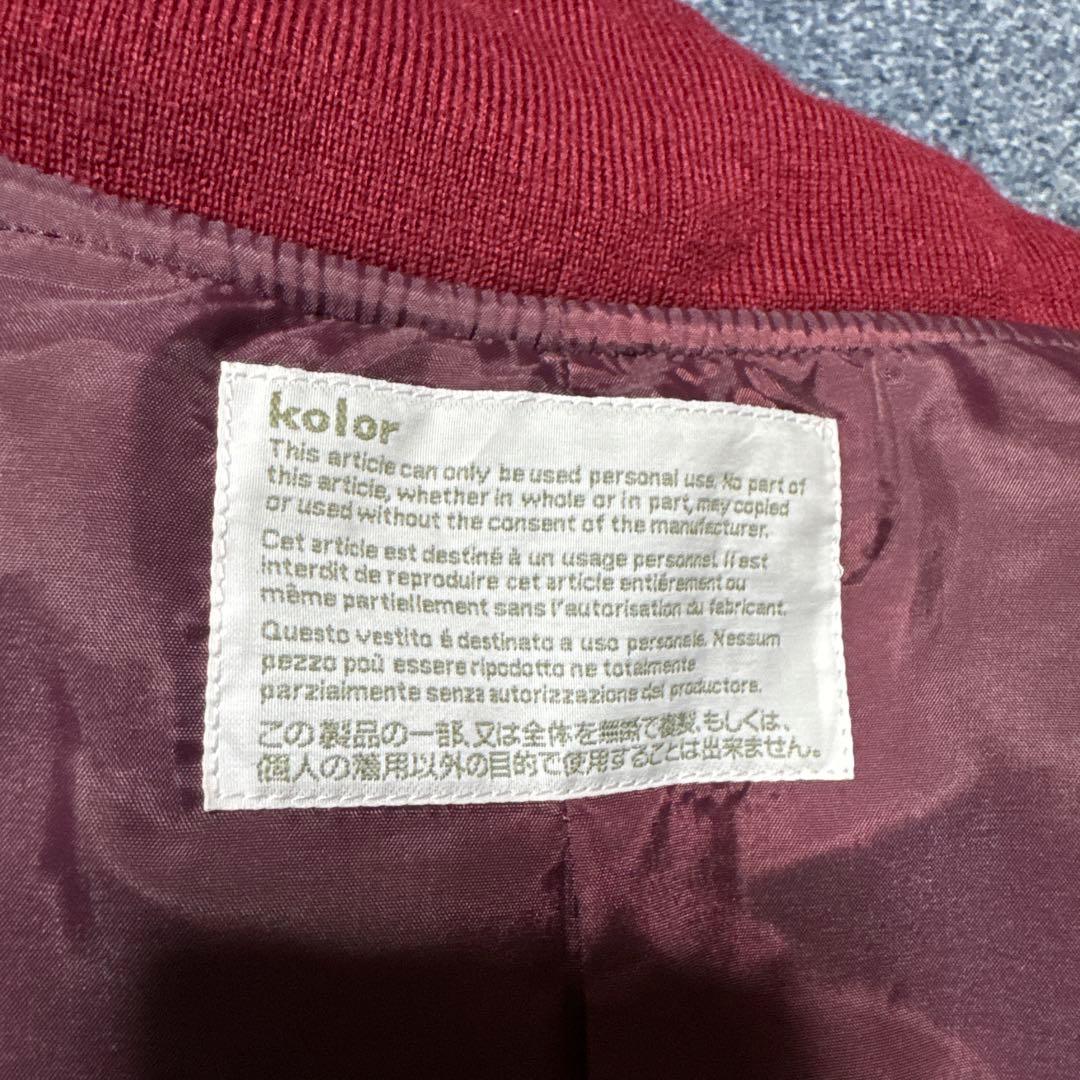 kolor
This article can only be used personal use. No part of
this article, whether in whole or in part, may copied
or used without the consent of the manufacturer.
Cet article est destiné à un usage personnel. Il est
interdit de reproduire cet article entiérement ou
même partiellement sans l'autorisation du fabricant.
Questo vestito é destinato a uso personale. Nessum
pezzo poù essere ripodotto ne totalmente
parzialmente senza autorizzazione del productore.
この製品の一部、又は全体を無断で複製、もしくは、
個人の着用以外の目的で使用することは出来ません。